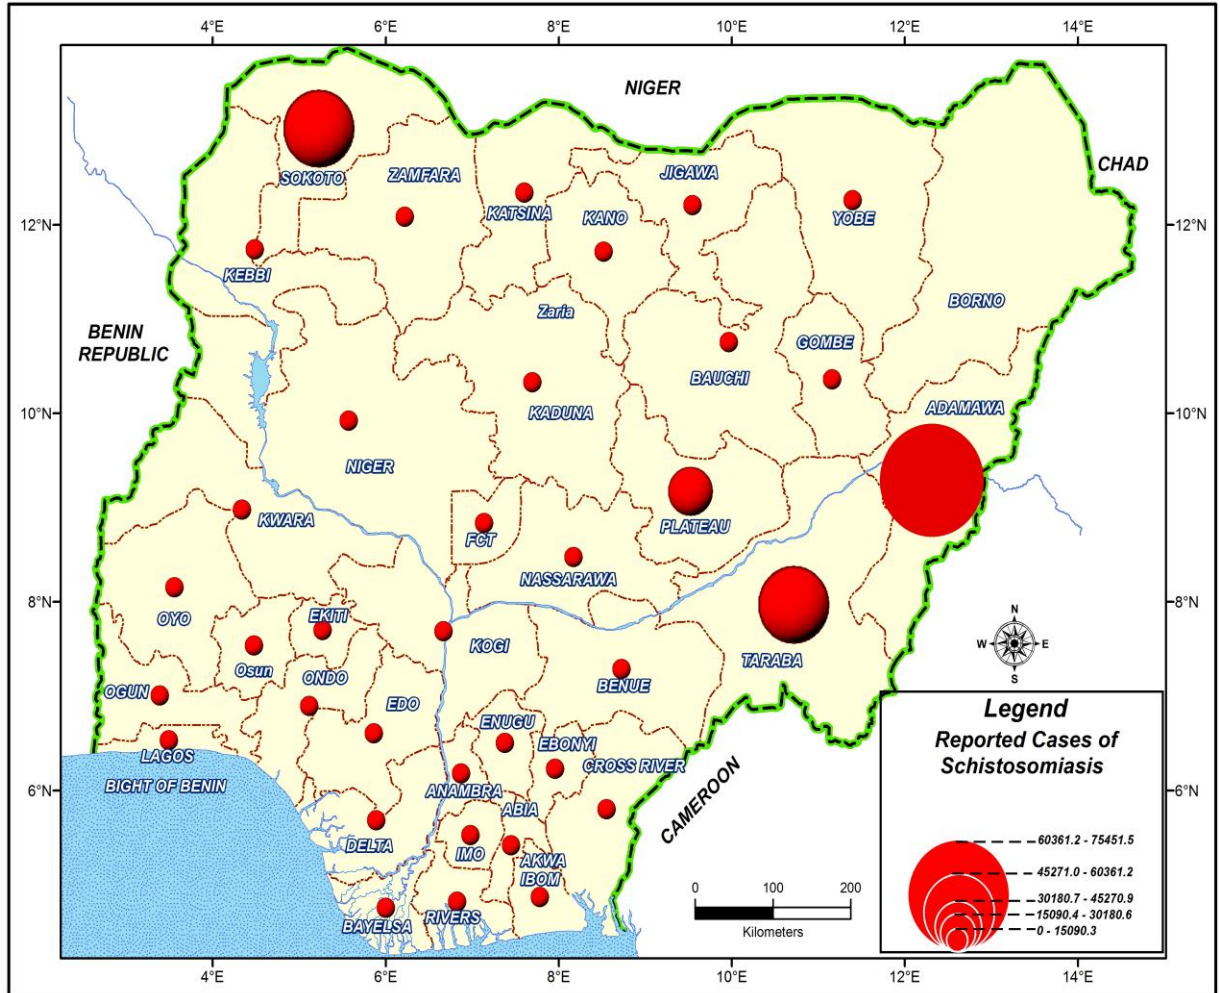 4°E 6°E 8°E 10°E 12°E 14°E
NIGER
CHAD
SOKOTO
ZAMFARA
JIGAWA
KATSINA
KANO
YOBE
12°N
12°N
KEBBI
BORNO
Zaria
BENIN
REPUBLIC
GOMBE
BAUCHI
ADAMAWA
10°N
10°N
KADUNA
NIGER
KWARA
PLATEAU
FCT
NASSARAWA
8°N
8°N
EKITI
OYO
KOGI
Osun
ONDO
TARABA
BENUE
OGUN
EDO
ENUGU
EBONYI
CROSS RIVER
LAGOS
BIGHT OF BENIN
ANAMBRA
ABIA
6°N
6°N
CAMEROON
DELTA
IMO
AKWA
IBOM
RIVERS
BAYELSA
N
W E
S
0 100 200
Kilometers
Legend
Reported Cases of
Schistosomiasis
60361.2 - 75451.5
45271.0 - 60361.2
30180.7 - 45270.9
15090.4 - 30180.6
0 - 15090.3
4°E 6°E 8°E 10°E 12°E 14°E